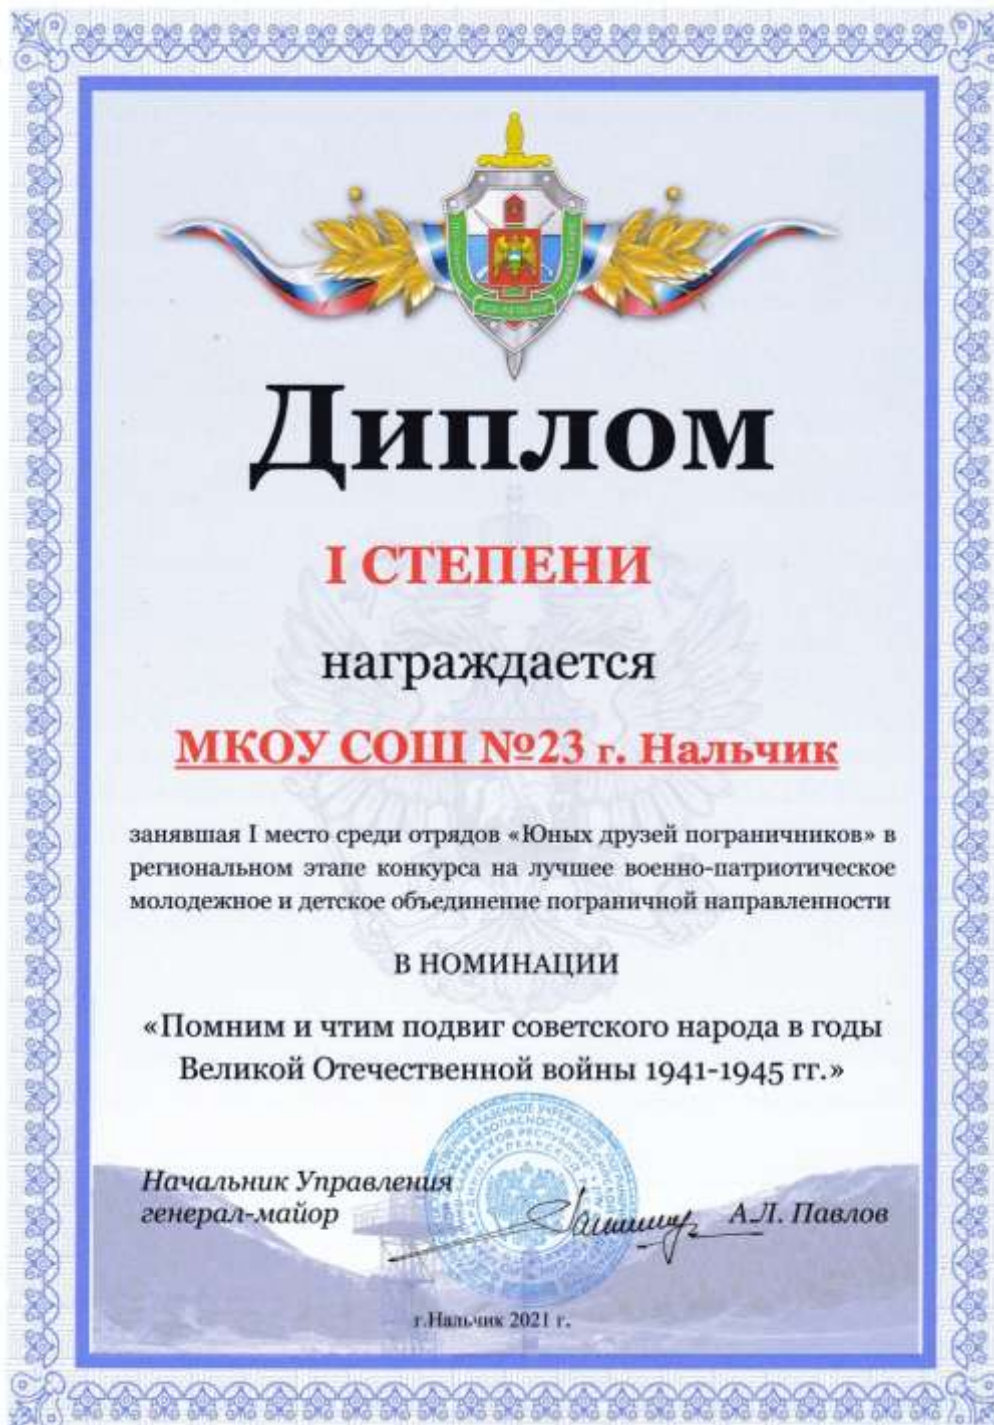 Диплом
I СТЕПЕНИ
награждается
МКОУ СОШ №23 г. Нальчик
занявшая I место среди отрядов «Юных друзей пограничников» в
региональном этапе конкурса на лучшее военно-патриотическое
молодежное и детское объединение пограничной направленности
В НОМИНАЦИИ
«Помним и чтим подвиг советского народа в годы
Великой Отечественной войны 1941-1945 гг.»
Начальник Управления
генерал-майор
А.Л. Павлов
г.Нальчик 2021 г.